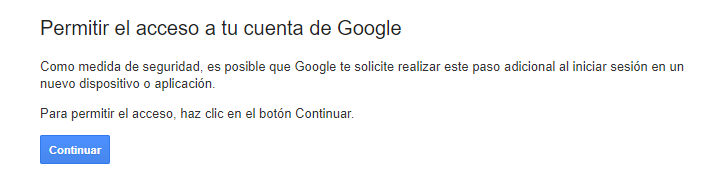 Permitir el acceso a tu cuenta de Google
Como medida de seguridad, es posible que Google te solicite realizar este paso adicional al iniciar sesión en un
nuevo dispositivo o aplicación.
Para permitir el acceso, haz clic en el botón Continuar.
Continuar